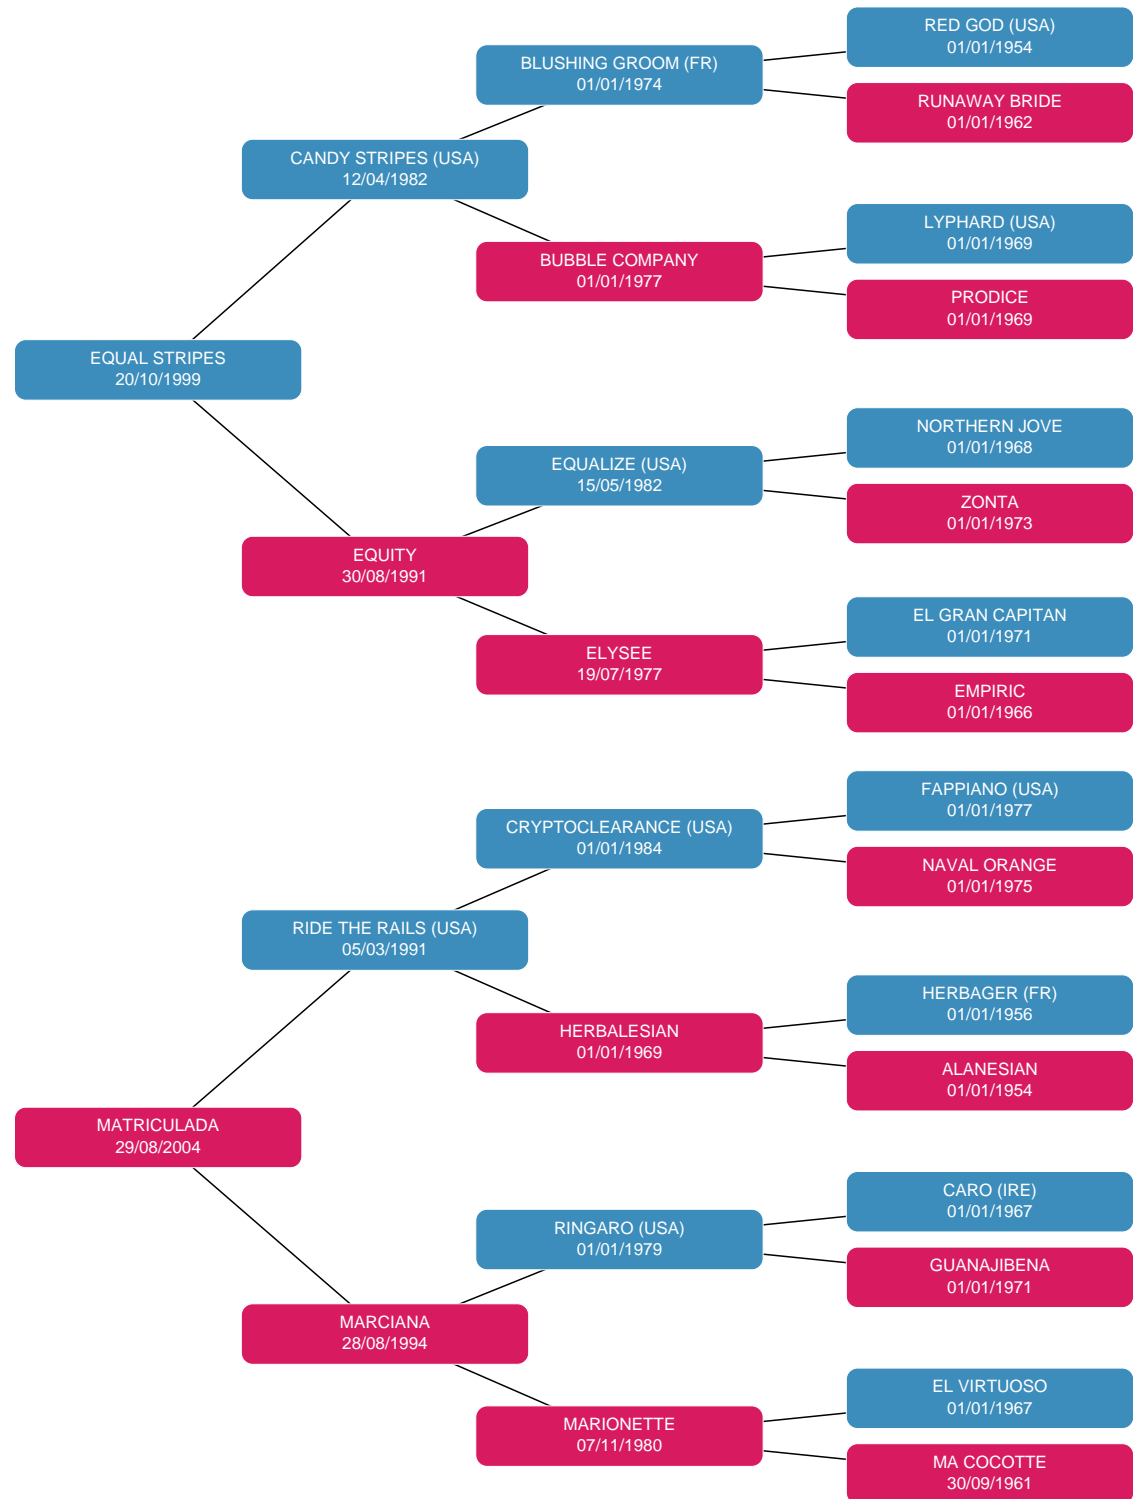 RED GOD (USA)
01/01/1954
BLUSHING GROOM (FR)
01/01/1974
RUNAWAY BRIDE
01/01/1962
CANDY STRIPES (USA)
12/04/1982
LYPHARD (USA)
01/01/1969
BUBBLE COMPANY
01/01/1977
PRODICE
01/01/1969
EQUAL STRIPES
20/10/1999
NORTHERN JOVE
01/01/1968
EQUALIZE (USA)
15/05/1982
ZONTA
01/01/1973
EQUITY
30/08/1991
EL GRAN CAPITAN
01/01/1971
ELYSEE
19/07/1977
EMPIRIC
01/01/1966
FAPPIANO (USA)
01/01/1977
CRYPTOCLEARANCE (USA)
01/01/1984
NAVAL ORANGE
01/01/1975
RIDE THE RAILS (USA)
05/03/1991
HERBAGER (FR)
01/01/1956
HERBALESIAN
01/01/1969
ALANESIAN
01/01/1954
MATRICULADA
29/08/2004
CARO (IRE)
01/01/1967
RINGARO (USA)
01/01/1979
GUANAJIBENA
01/01/1971
MARCIANA
28/08/1994
EL VIRTUOSO
01/01/1967
MARIONETTE
07/11/1980
MA COCOTTE
30/09/1961